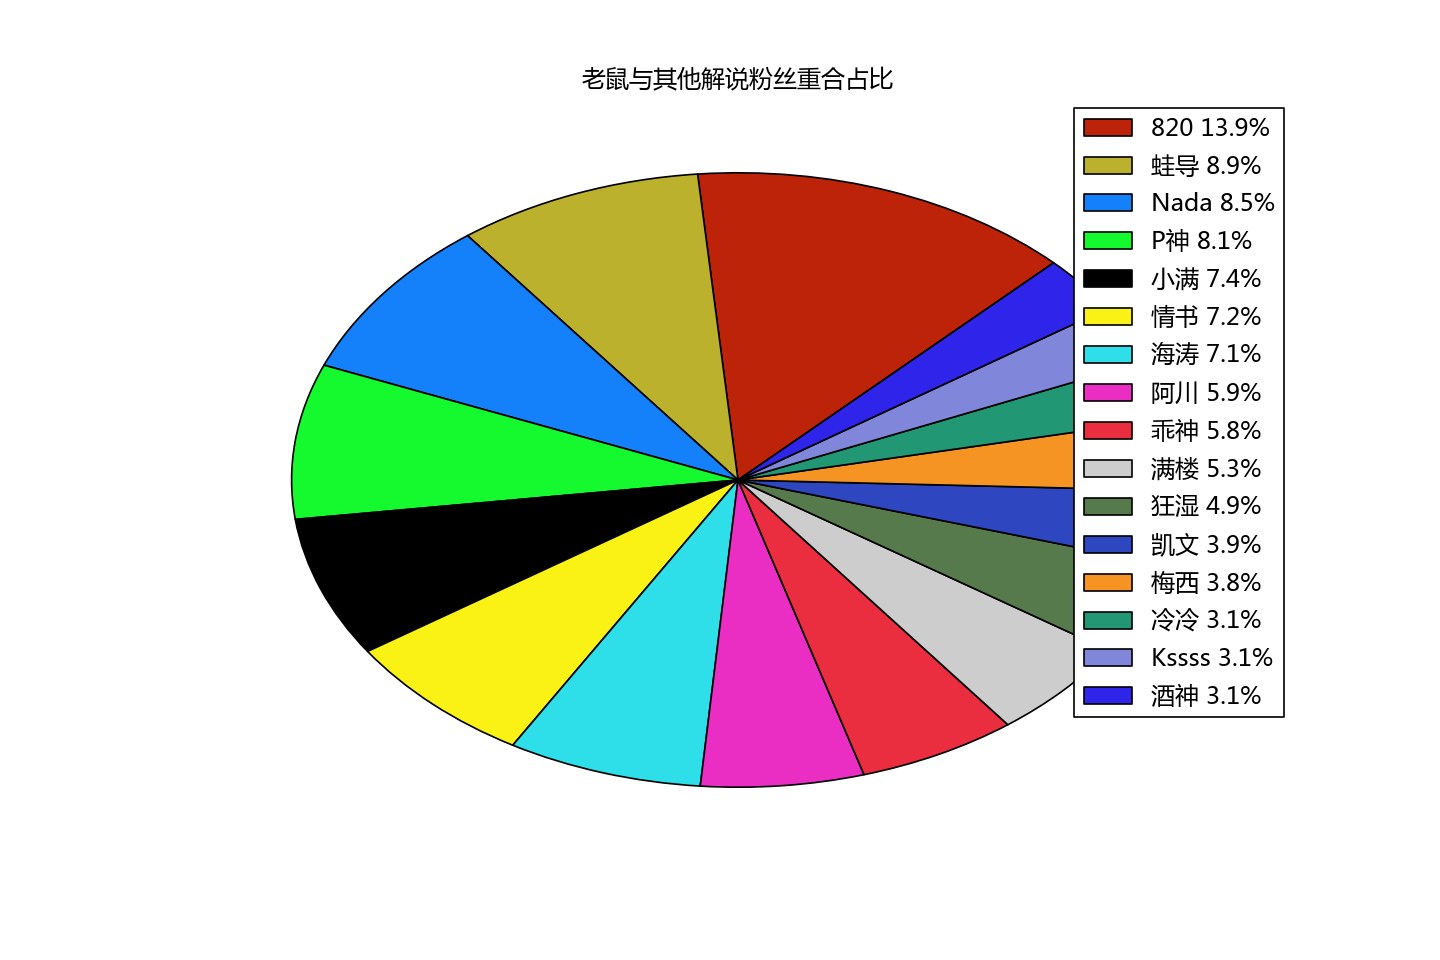 老鼠与其他解说粉丝重合占比
820 13.9%
蛙导 8.9%
Nada 8.5%
P神 8.1%
小满 7.4%
情书 7.2%
海涛 7.1%
阿川 5.9%
乖神 5.8%
满楼 5.3%
狂湿 4.9%
凯文 3.9%
梅西 3.8%
冷冷 3.1%
Kssss 3.1%
酒神 3.1%